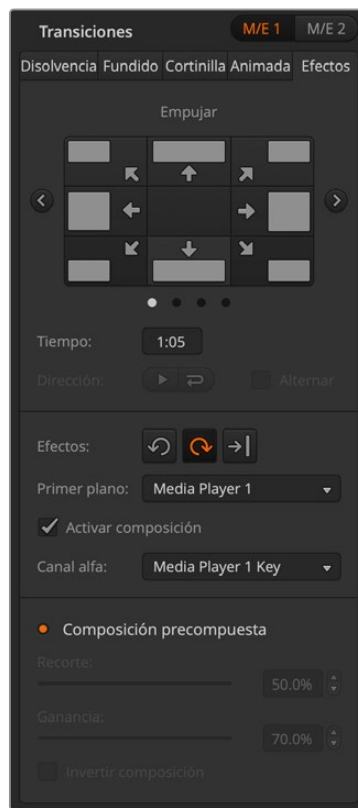 Transiciones M/E 1 M/E 2
Disolvencia Fundido Cortinilla Animada Efectos
Empujar
Tiempo: 1:05
Dirección: Alternar
Efectos:
Primer plano: Media Player 1
Activar composición
Canal alfa: Media Player 1 Key
Composición precompuesta
Recorte:
50.0%
Ganancia:
70.0%
Invertir composición